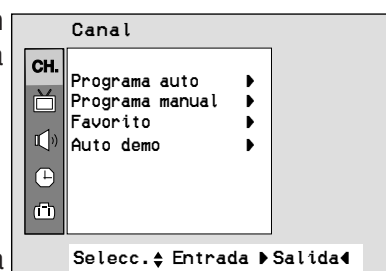 Canal
CH.
Programa auto
Programa manual
Favorito
Auto demo
Selecc. Entrada Salida